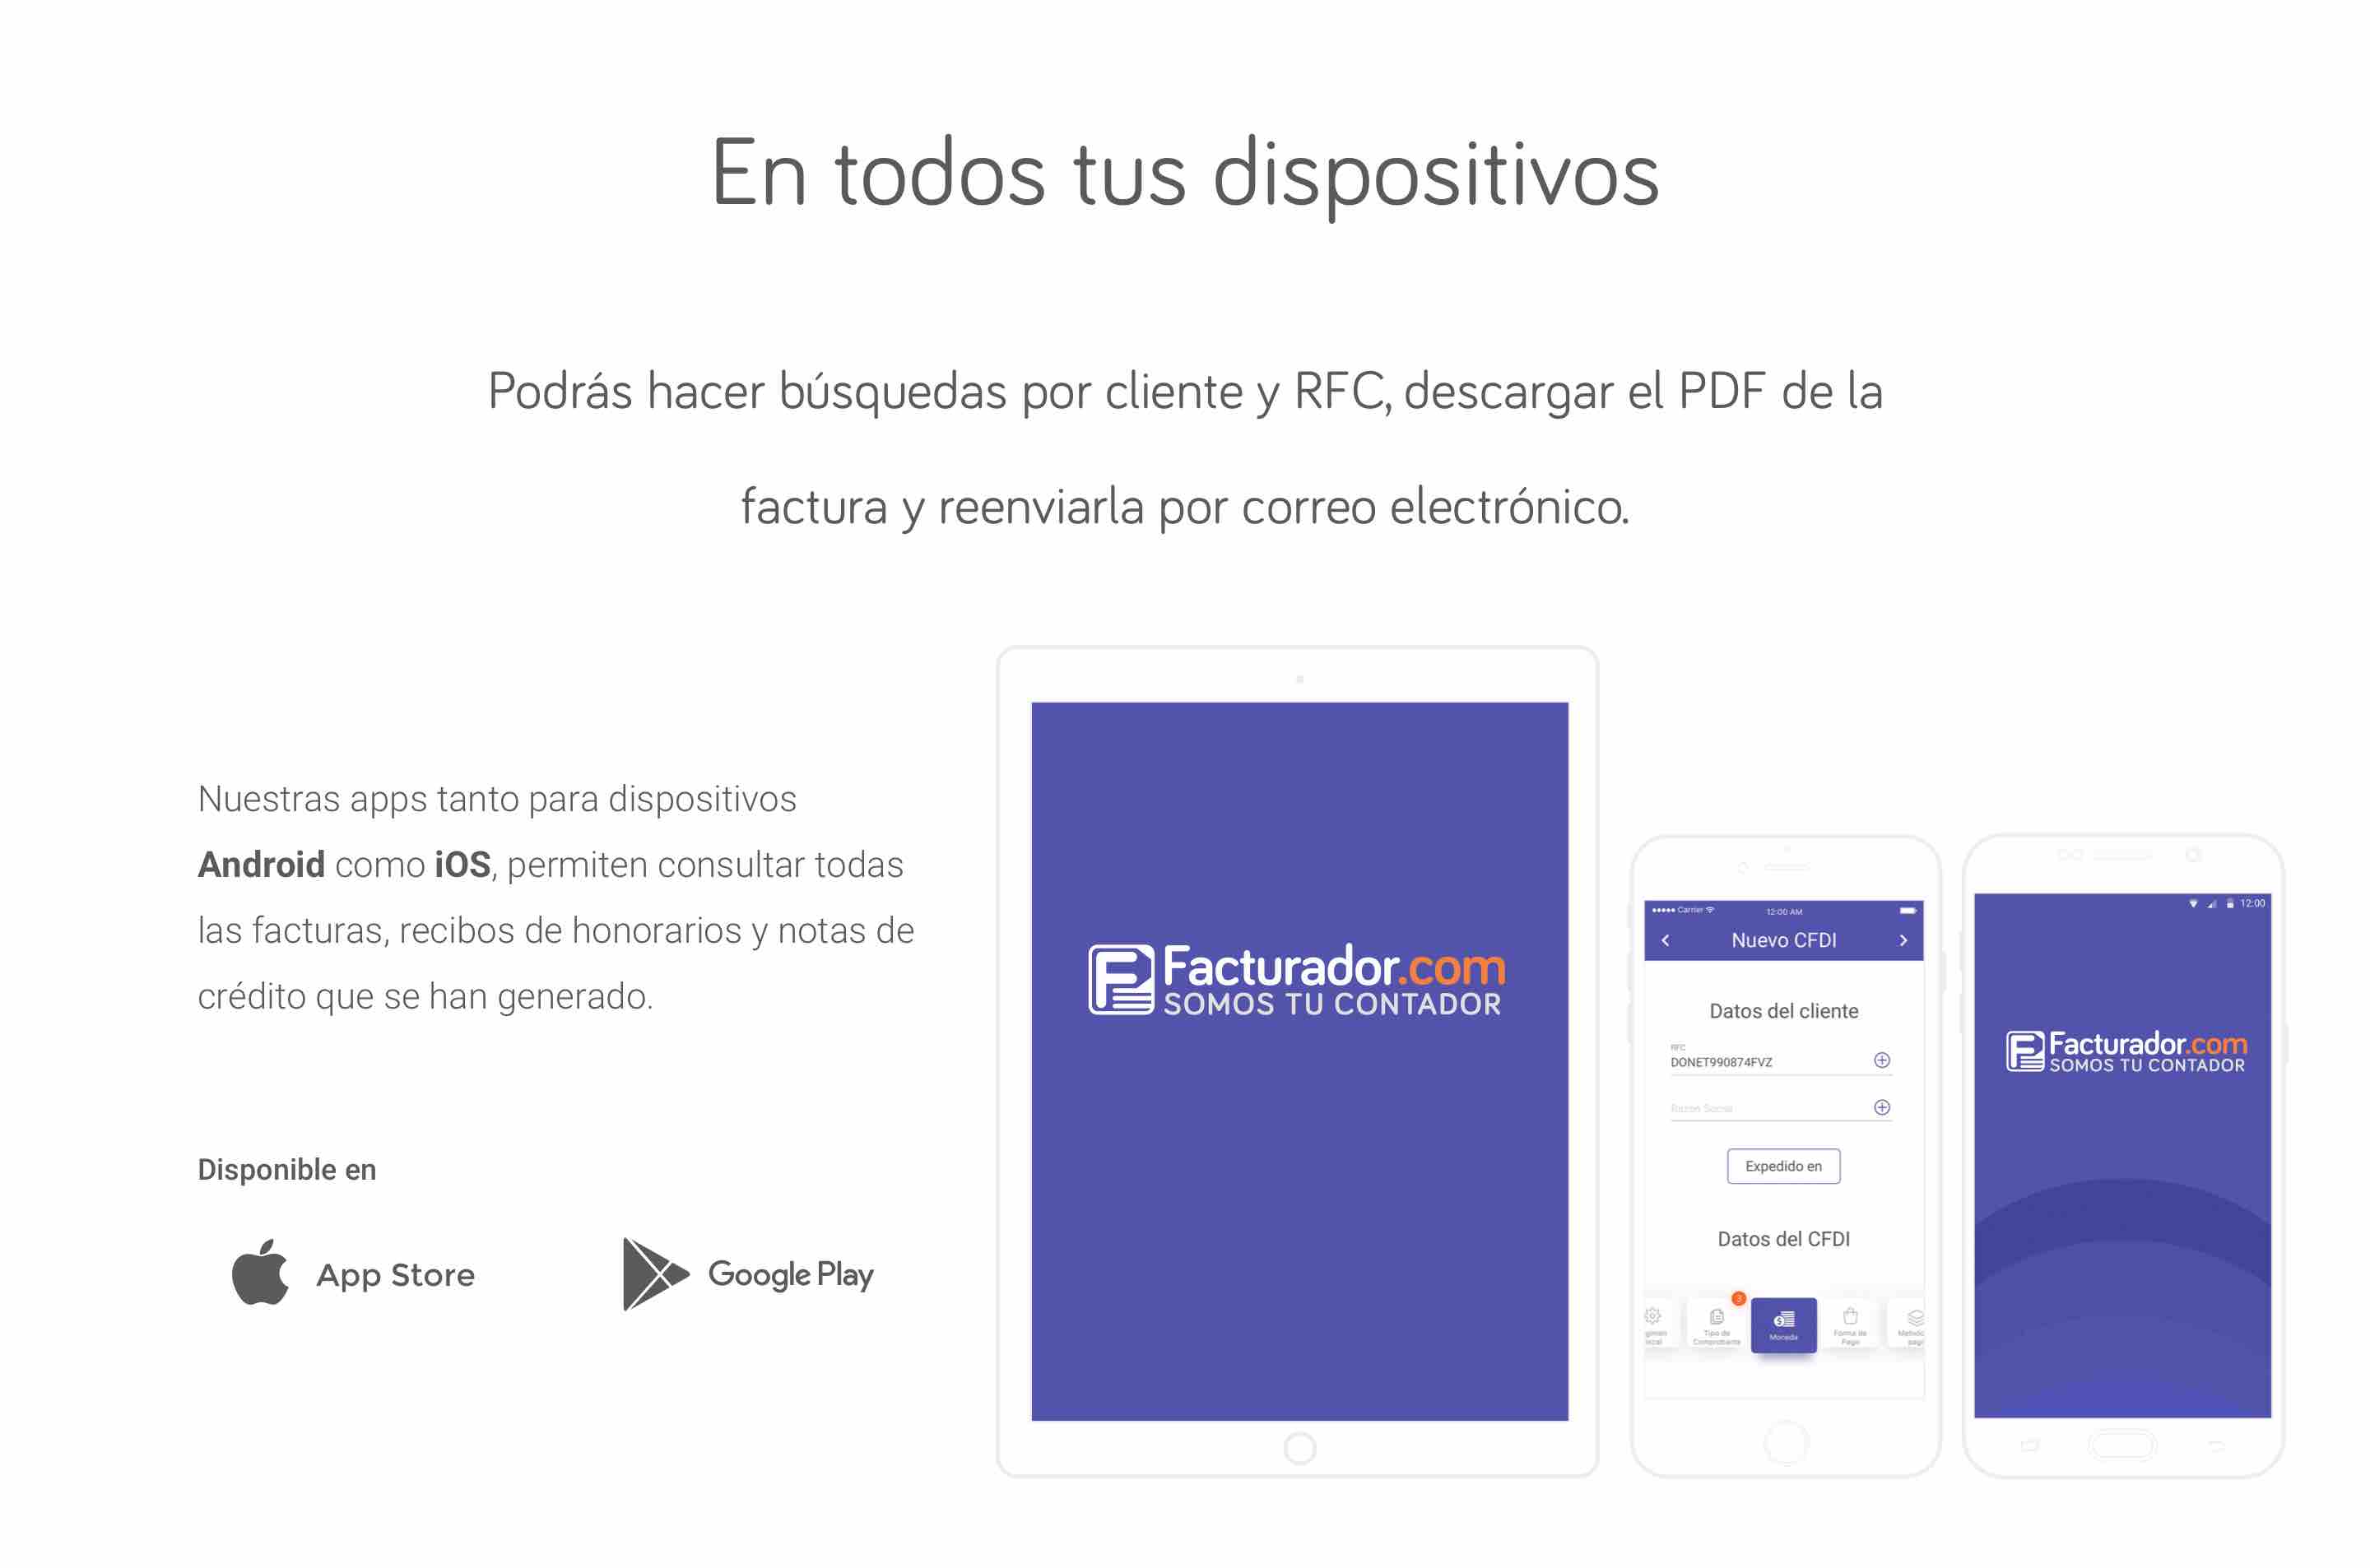 En todos tus dispositivos
Podrás hacer búsquedas por cliente y RFC, descargar el PDF de la
factura y reenviarla por correo electrónico.
Nuestras apps tanto para dispositivos
Android como iOS, permiten consultar todas
las facturas, recibos de honorarios y notas de
crédito que se han generado.
Disponible en
App Store
Google Play
Facturador.com
SOMOS TU CONTADOR
Carrier
12:00 AM
Nuevo CFDI
Datos del cliente
RFC
DONET990874FVZ
Razón Social
Expedido en
Datos del CFDI
3
Tipo de
Comprobante
Moneda
Forma de
Pago
12:00
Facturador.com
SOMOS TU CONTADOR